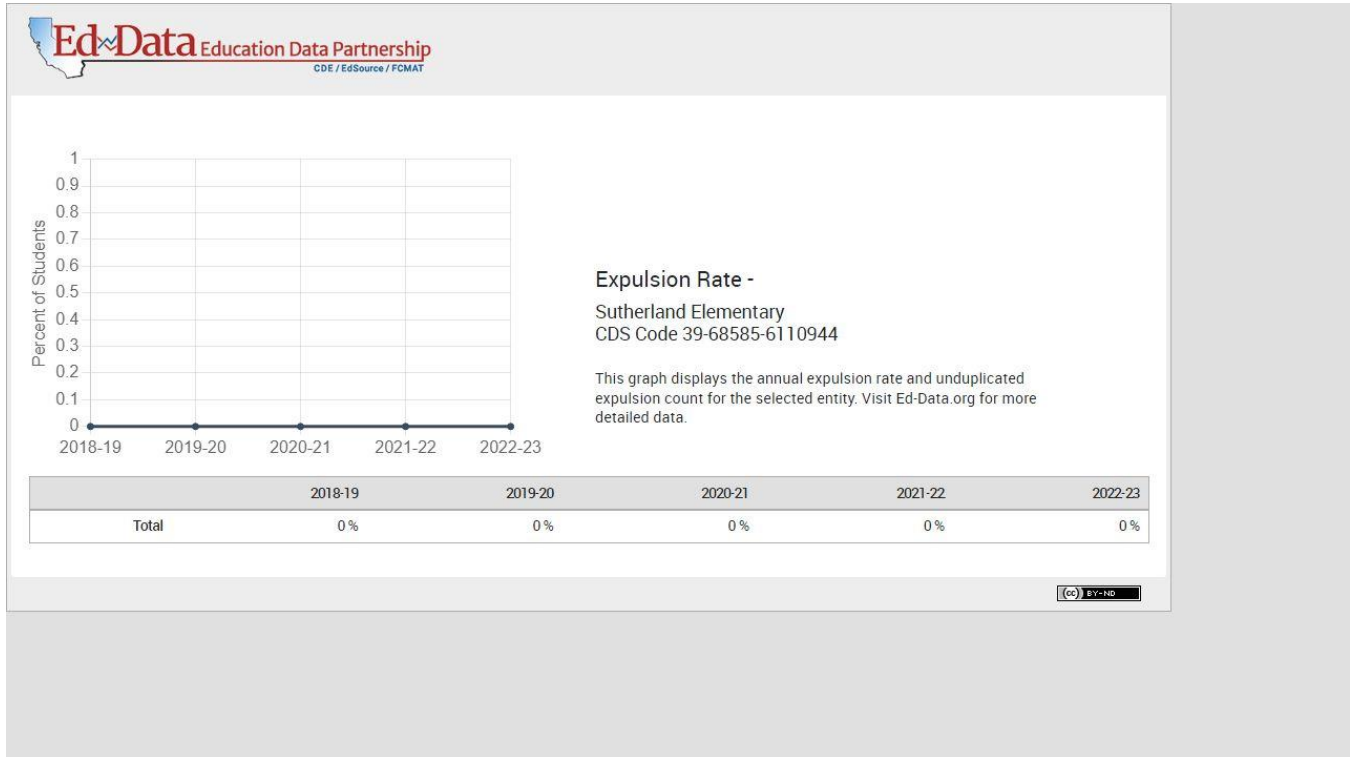 Ed Data Education Data Partnership
CDE / EdSource / FCMAT
1
0.9
0.8
0.7
0.6
0.5
0.4
0.3
0.2
0.1
0
Percent of Students
2018-19 2019-20 2020-21 2021-22 2022-23
Expulsion Rate -
Sutherland Elementary
CDS Code 39-68585-6110944
This graph displays the annual expulsion rate and unduplicated
expulsion count for the selected entity. Visit Ed-Data.org for more
detailed data.
2018-19 2019-20 2020-21 2021-22 2022-23
Total 0 % 0 % 0 % 0 % 0 %
(cc) BY-ND